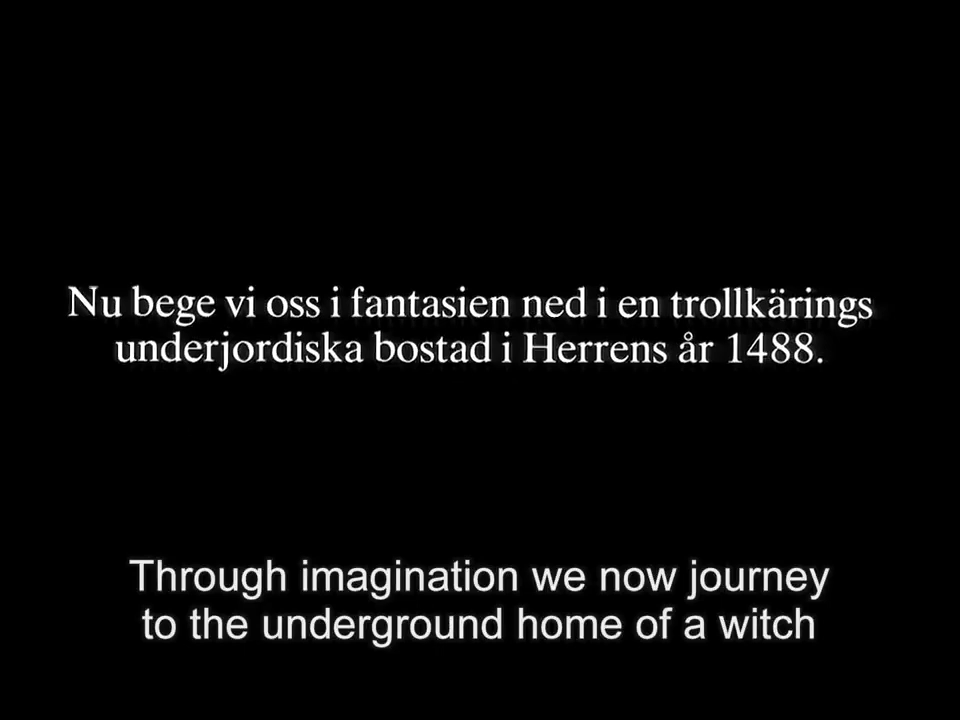 Nu bege vi oss i fantasien ned i en trollkärings
underjordiska bostad i Herrens år 1488.
Through imagination we now journey
to the underground home of a witch